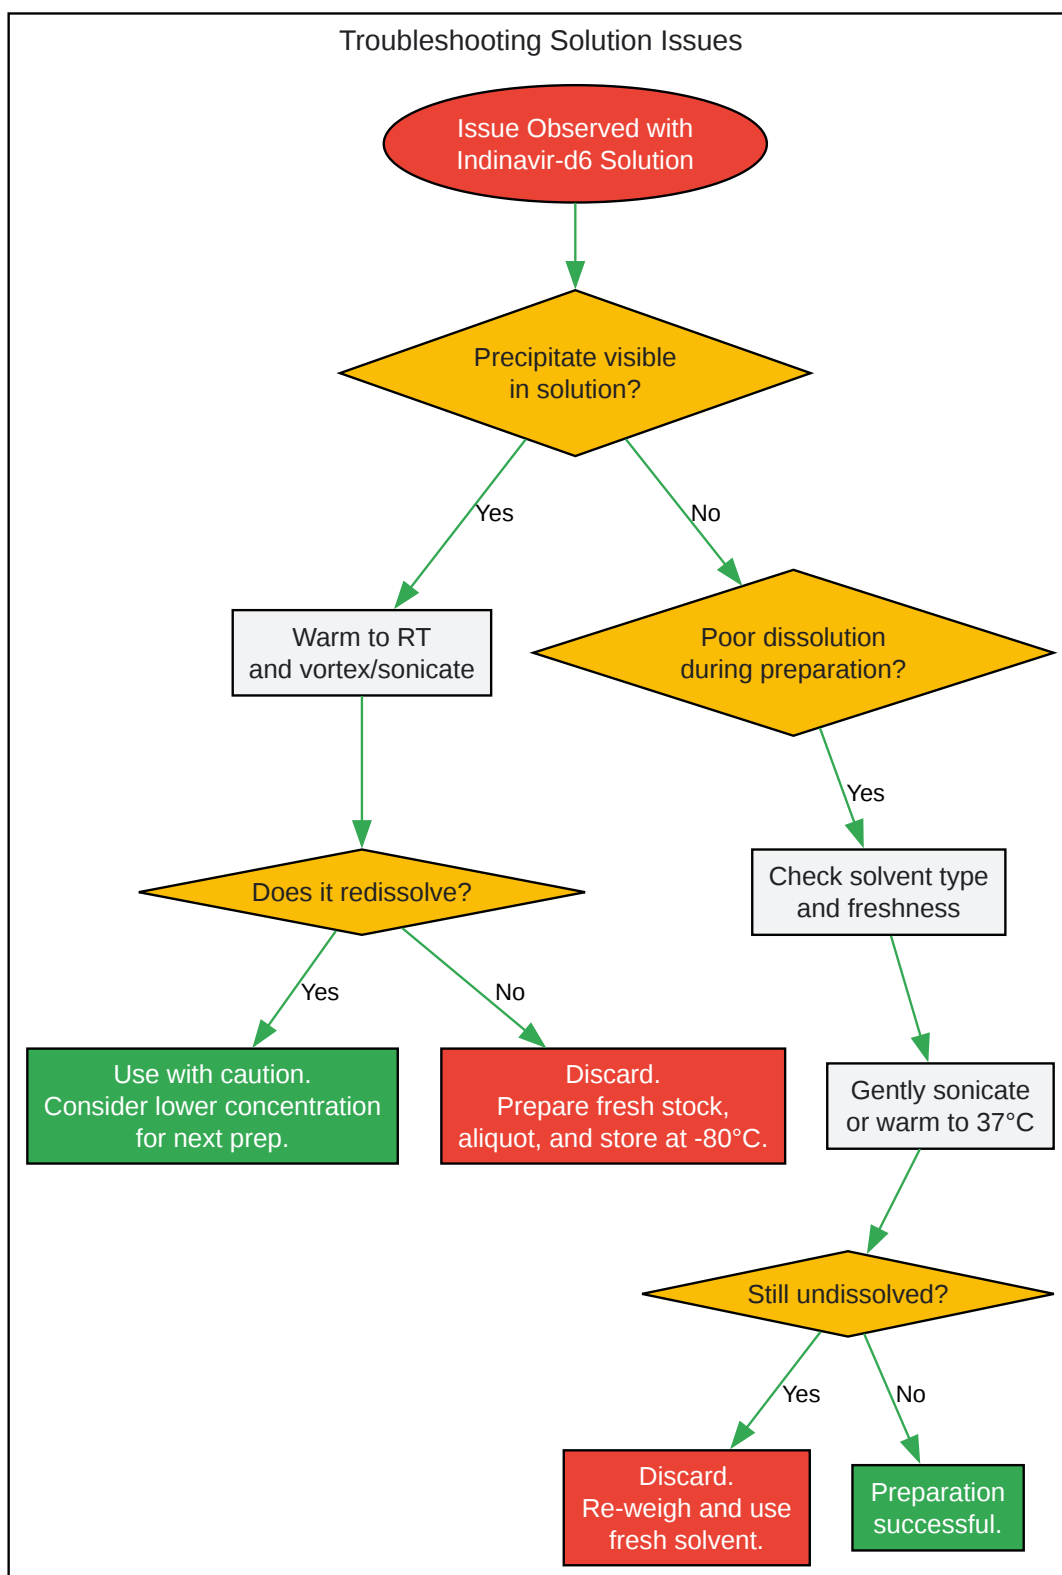 Troubleshooting Solution Issues
Issue Observed with
Indinavir-d6 Solution
Precipitate visible
in solution?
Yes
No
Warm to RT
and vortex/sonicate
Poor dissolution
during preparation?
Yes
Does it redissolve?
Check solvent type
and freshness
Yes
No
Use with caution.
Consider lower concentration
for next prep.
Discard.
Prepare fresh stock,
aliquot, and store at -80°C.
Gently sonicate
or warm to 37°C
Still undissolved?
Yes
No
Discard.
Re-weigh and use
fresh solvent.
Preparation
successful.